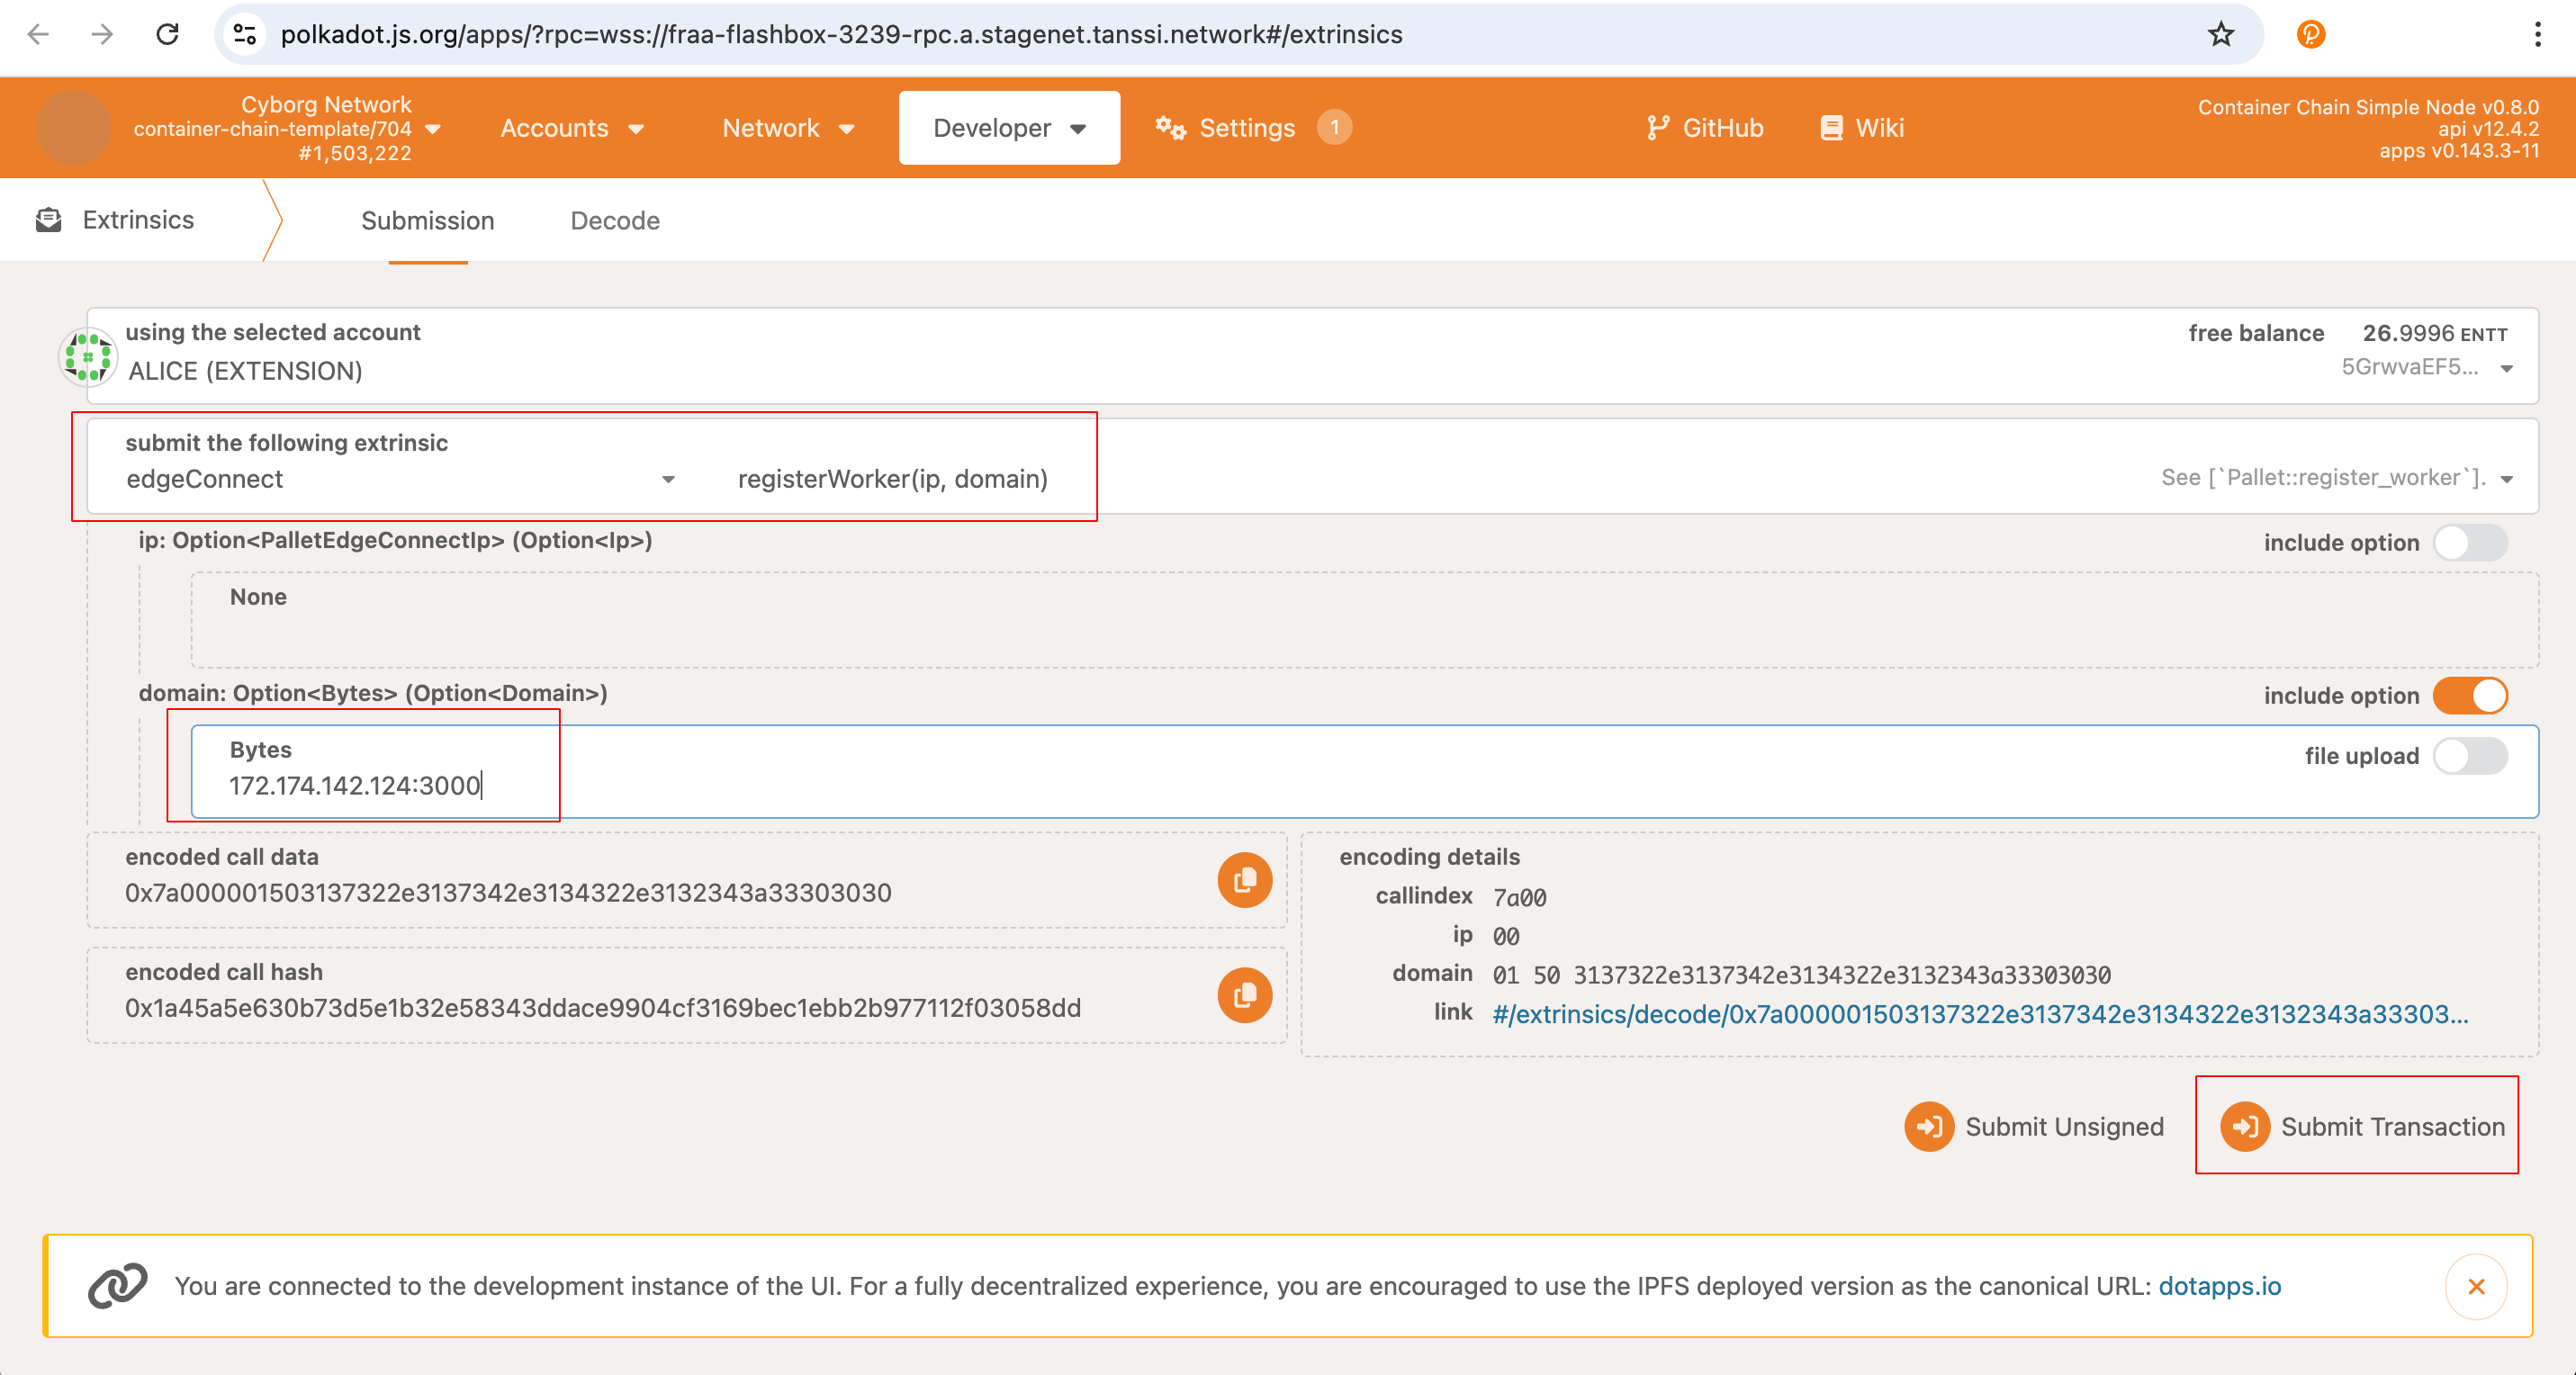 polkadot.js.org/apps/?rpc=wss://fraa-flashbox-3239-rpc.a.stagenet.tanssi.network#/extrinsics
Cyborg Network
container-chain-template/704
#1,503,222
Accounts
Network
Developer
Settings
1
GitHub
Wiki
Container Chain Simple Node v0.8.0
api v12.4.2
apps v0.143.3-11
Extrinsics
Submission
Decode
using the selected account
ALICE (EXTENSION)
free balance 26.9996 ENTT
5GrwvaEF5...
submit the following extrinsic
edgeConnect
registerWorker(ip, domain)
See [`Pallet::register_worker`].
ip: Option<PalletEdgeConnectIp> (Option<Ip>)
include option
None
domain: Option<Bytes> (Option<Domain>)
include option
Bytes
172.174.142.124:3000
file upload
encoded call data
0x7a000001503137322e3137342e3134322e3132343a33303030
encoded call hash
0x1a45a5e630b73d5e1b32e58343ddace9904cf3169bec1ebb2b977112f03058dd
encoding details
callindex 7a00
ip 00
domain 01 50 3137322e3137342e3134322e3132343a33303030
link #/extrinsics/decode/0x7a000001503137322e3137342e3134322e3132343a33303...
Submit Unsigned
Submit Transaction
You are connected to the development instance of the UI. For a fully decentralized experience, you are encouraged to use the IPFS deployed version as the canonical URL: dotapps.io